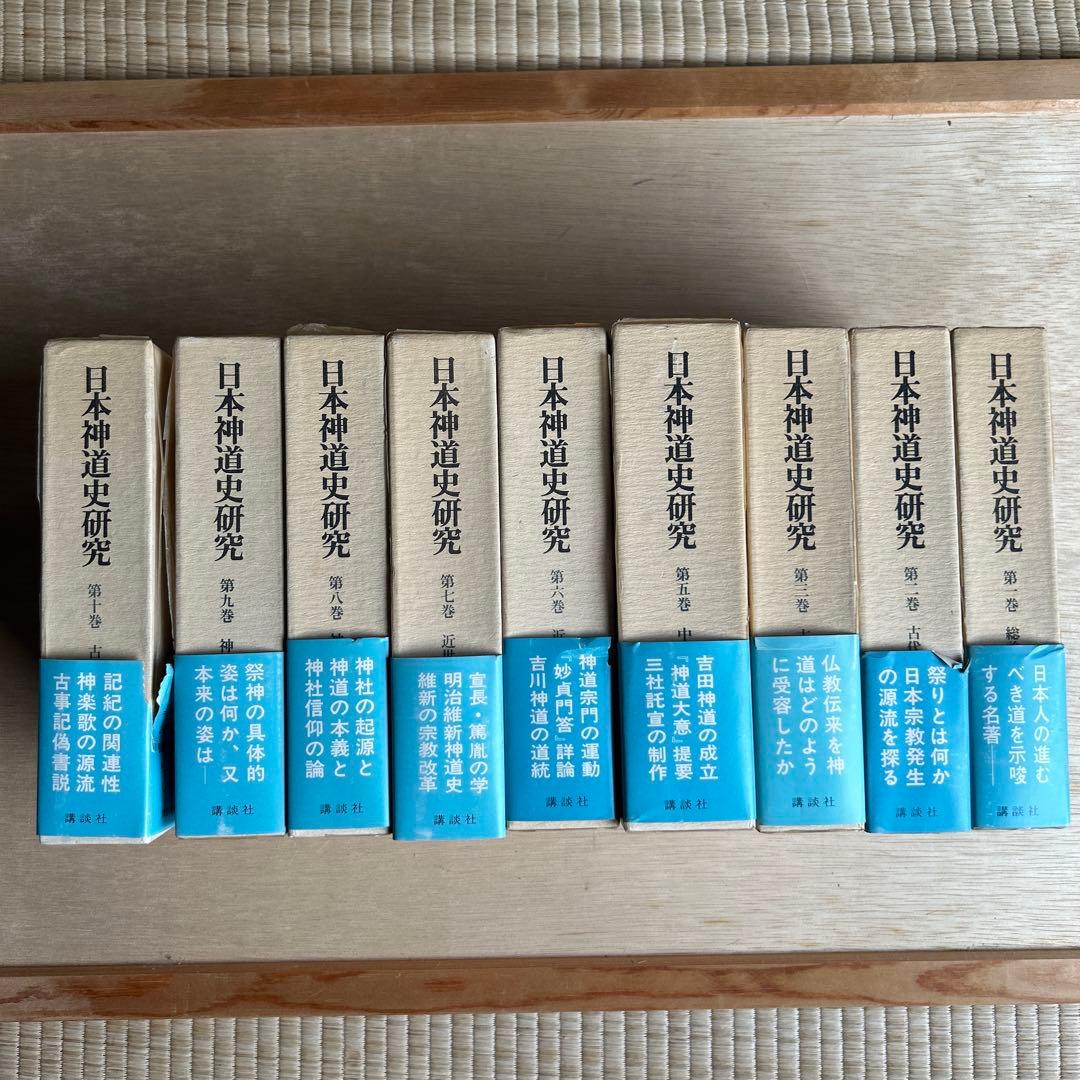 日本神道史研究
第十巻 古
記紀の関連性
神楽歌の源流
古事記偽書説
講談社
日本神道史研究
第九巻 神
祭神の具体的
姿は何か、又
本来の姿は―
講談社
日本神道史研究
第八巻 神
神社の起源と
神道の本義と
神社信仰の論
講談社
日本神道史研究
第七巻 近世
宣長・篤胤の学
明治維新神道史
維新の宗教改革
講談社
日本神道史研究
第六巻 近
神道宗門の運動
『妙貞問答』詳論
吉川神道の道統
講談社
日本神道史研究
第五巻 中
吉田神道の成立
『神道大意』提要
三社託宣の制作
講談社
日本神道史研究
第三巻
仏教伝来を神
道はどのよう
に受容したか
講談社
日本神道史研究
第二巻 古代
祭りとは何か
日本宗教発生
の源流を探る
講談社
日本神道史研究
第一巻 総
日本人の進む
べき道を示唆
する名著――
講談社